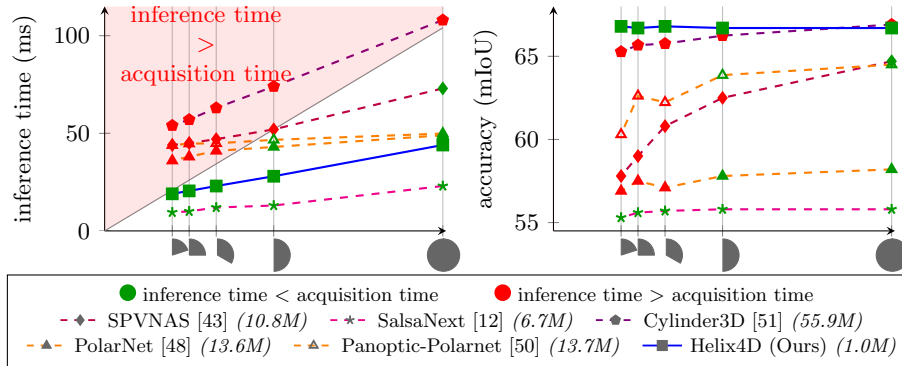 inference time
>
acquisition time
100
50
0
inference time (ms)
65
60
55
accuracy (mIoU)
inference time < acquisition time inference time > acquisition time
SPVNAS [43] (10.8M) SalsaNext [12] (6.7M) Cylinder3D [51] (55.9M)
PolarNet [48] (13.6M) Panoptic-Polarnet [50] (13.7M) Helix4D (Ours) (1.0M)